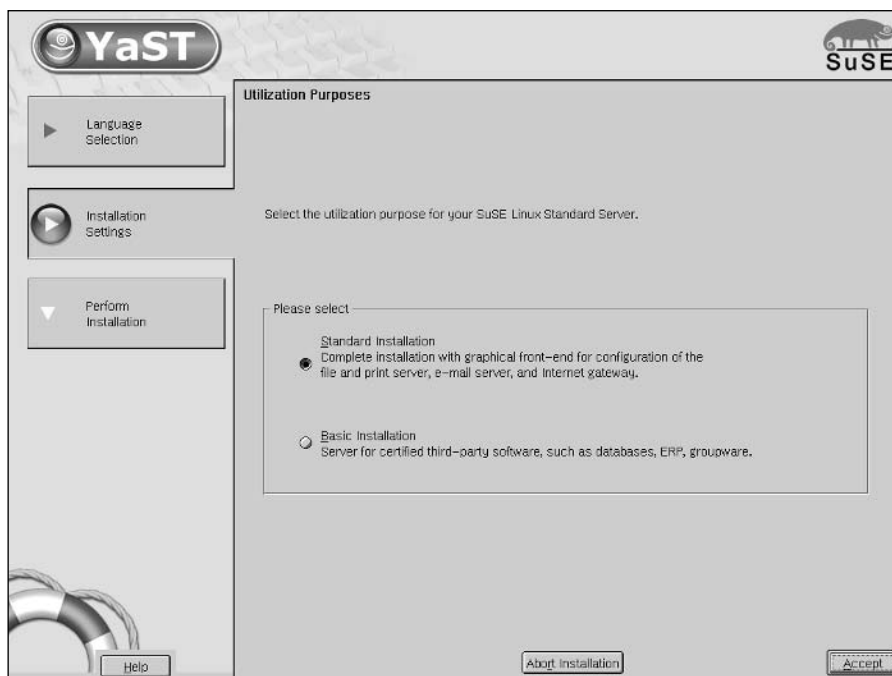 YaST
SuSE
Language
Selection
Installation
Settings
Perform
Installation
Utilization Purposes
Select the utilization purpose for your SuSE Linux Standard Server.
Please select
Standard Installation
Complete installation with graphical front-end for configuration of the
file and print server, e-mail server, and Internet gateway.
Basic Installation
Server for certified third-party software, such as databases, ERP, groupware.
Help
Abort Installation
Accept